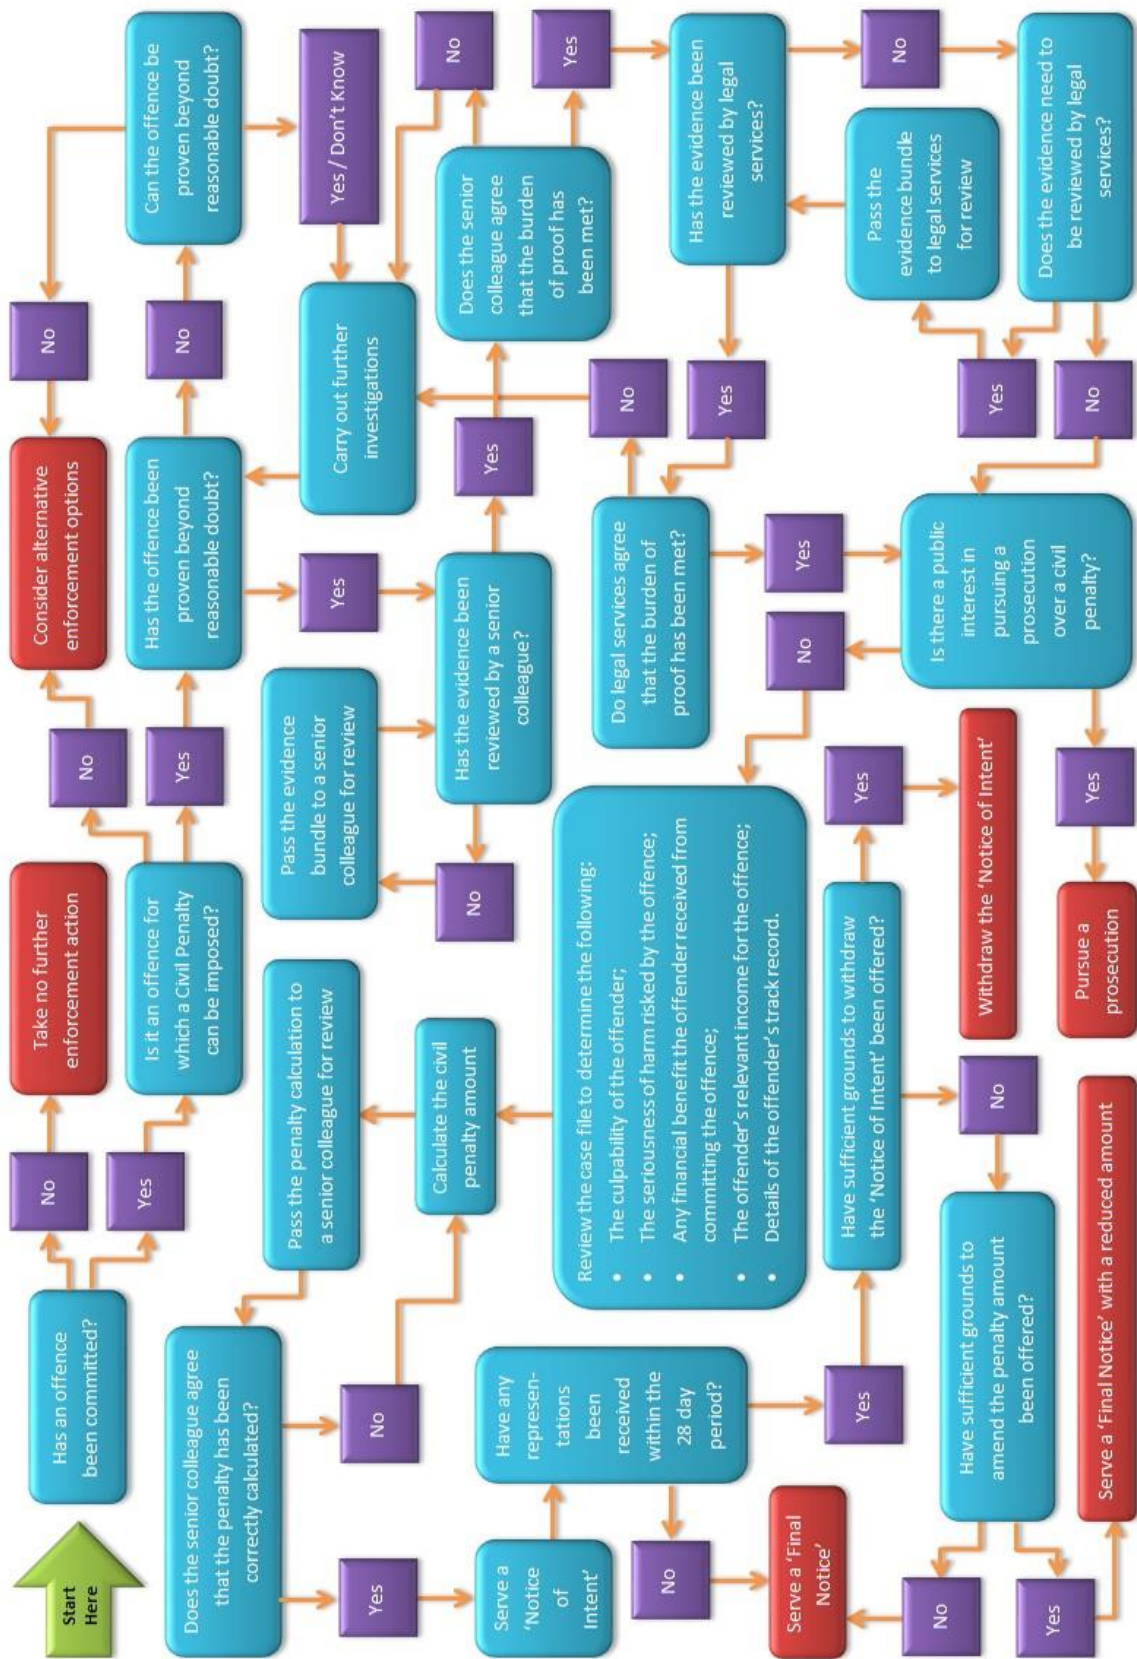 Start
Here
Has an offence
been committed?
No
Yes
Take no further
enforcement action
Is it an offence for
which a Civil Penalty
can be imposed?
No
Yes
Consider alternative
enforcement options
Has the offence been
proven beyond
reasonable doubt?
No
No
Can the offence be
proven beyond
reasonable doubt?
Yes / Don't Know
Carry out further
investigations
Yes
Has the evidence been
reviewed by a senior
colleague?
No
Pass the evidence
bundle to a senior
colleague for review
Yes
Does the senior
colleague agree
that the burden
of proof has
been met?
No
Yes
Has the evidence been
reviewed by legal
services?
No
Does the evidence need to
be reviewed by legal
services?
Pass the
evidence bundle
to legal services
for review
Yes
No
Yes
Do legal services agree
that the burden of
proof has been met?
No
Yes
Is there a public
interest in
pursuing a
prosecution
over a civil
penalty?
Yes
Pursue a
prosecution
No
Review the case file to determine the following:
• The culpability of the offender;
• The seriousness of harm risked by the offence;
• Any financial benefit the offender received from
committing the offence;
• The offender's relevant income for the offence;
• Details of the offender's track record.
Calculate the civil
penalty amount
Pass the penalty calculation to
a senior colleague for review
Does the senior colleague agree
that the penalty has been
correctly calculated?
No
Yes
Serve a
'Notice
of
Intent'
Have any
represen-
tations
been
received
within the
28 day
period?
No
Serve a 'Final
Notice'
Yes
Have sufficient grounds to withdraw
the 'Notice of Intent' been offered?
Yes
Withdraw the 'Notice of Intent'
No
Have sufficient grounds to
amend the penalty amount
been offered?
No
Yes
Serve a 'Final Notice' with a reduced amount